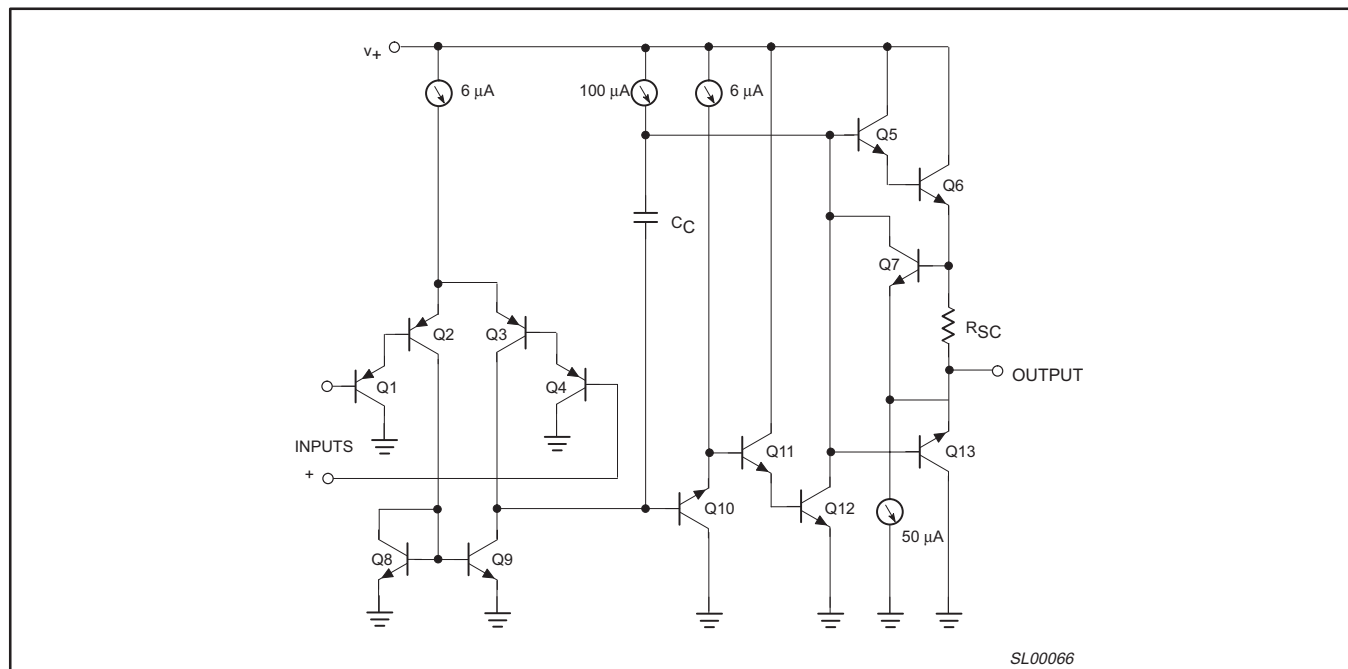 V+
6 µA
100 µA
6 µA
Q5
Q6
CC
Q7
Q2
Q3
RSC
Q1
Q4
OUTPUT
INPUTS
+
Q11
Q13
Q10
Q12
50 µA
Q8
Q9
SL00066